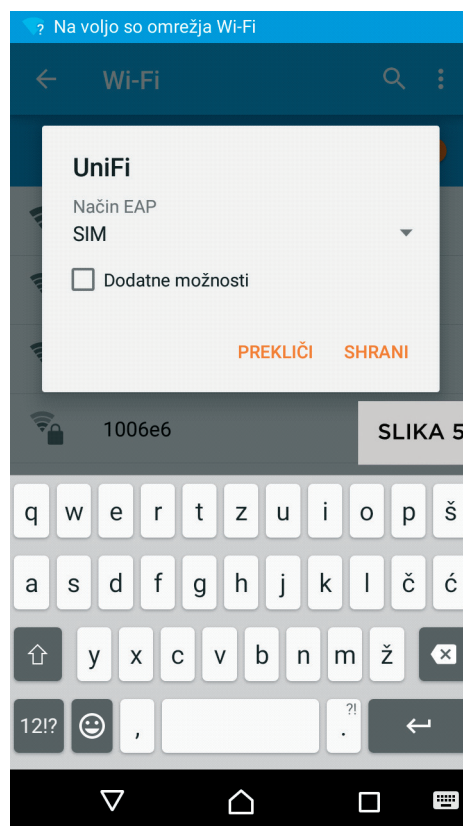 Na voljo so omrežja Wi-Fi
Wi-Fi
UniFi
Način EAP
SIM
Dodatne možnosti
PREKLIČI SHRANI
1006e6
SLIKA 5
q w e r t z u i o p š
a s d f g h j k l č ć
y x c v b n m ž
12!? , ?! .